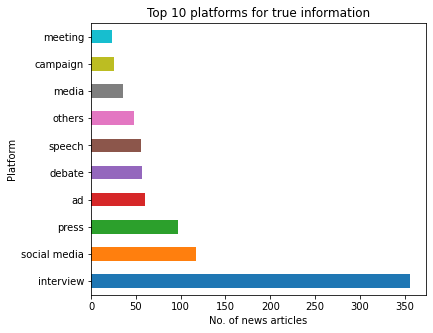 Top 10 platforms for true information
meeting
campaign
media
others
speech
debate
ad
press
social media
interview
Platform
0 50 100 150 200 250 300 350
No. of news articles